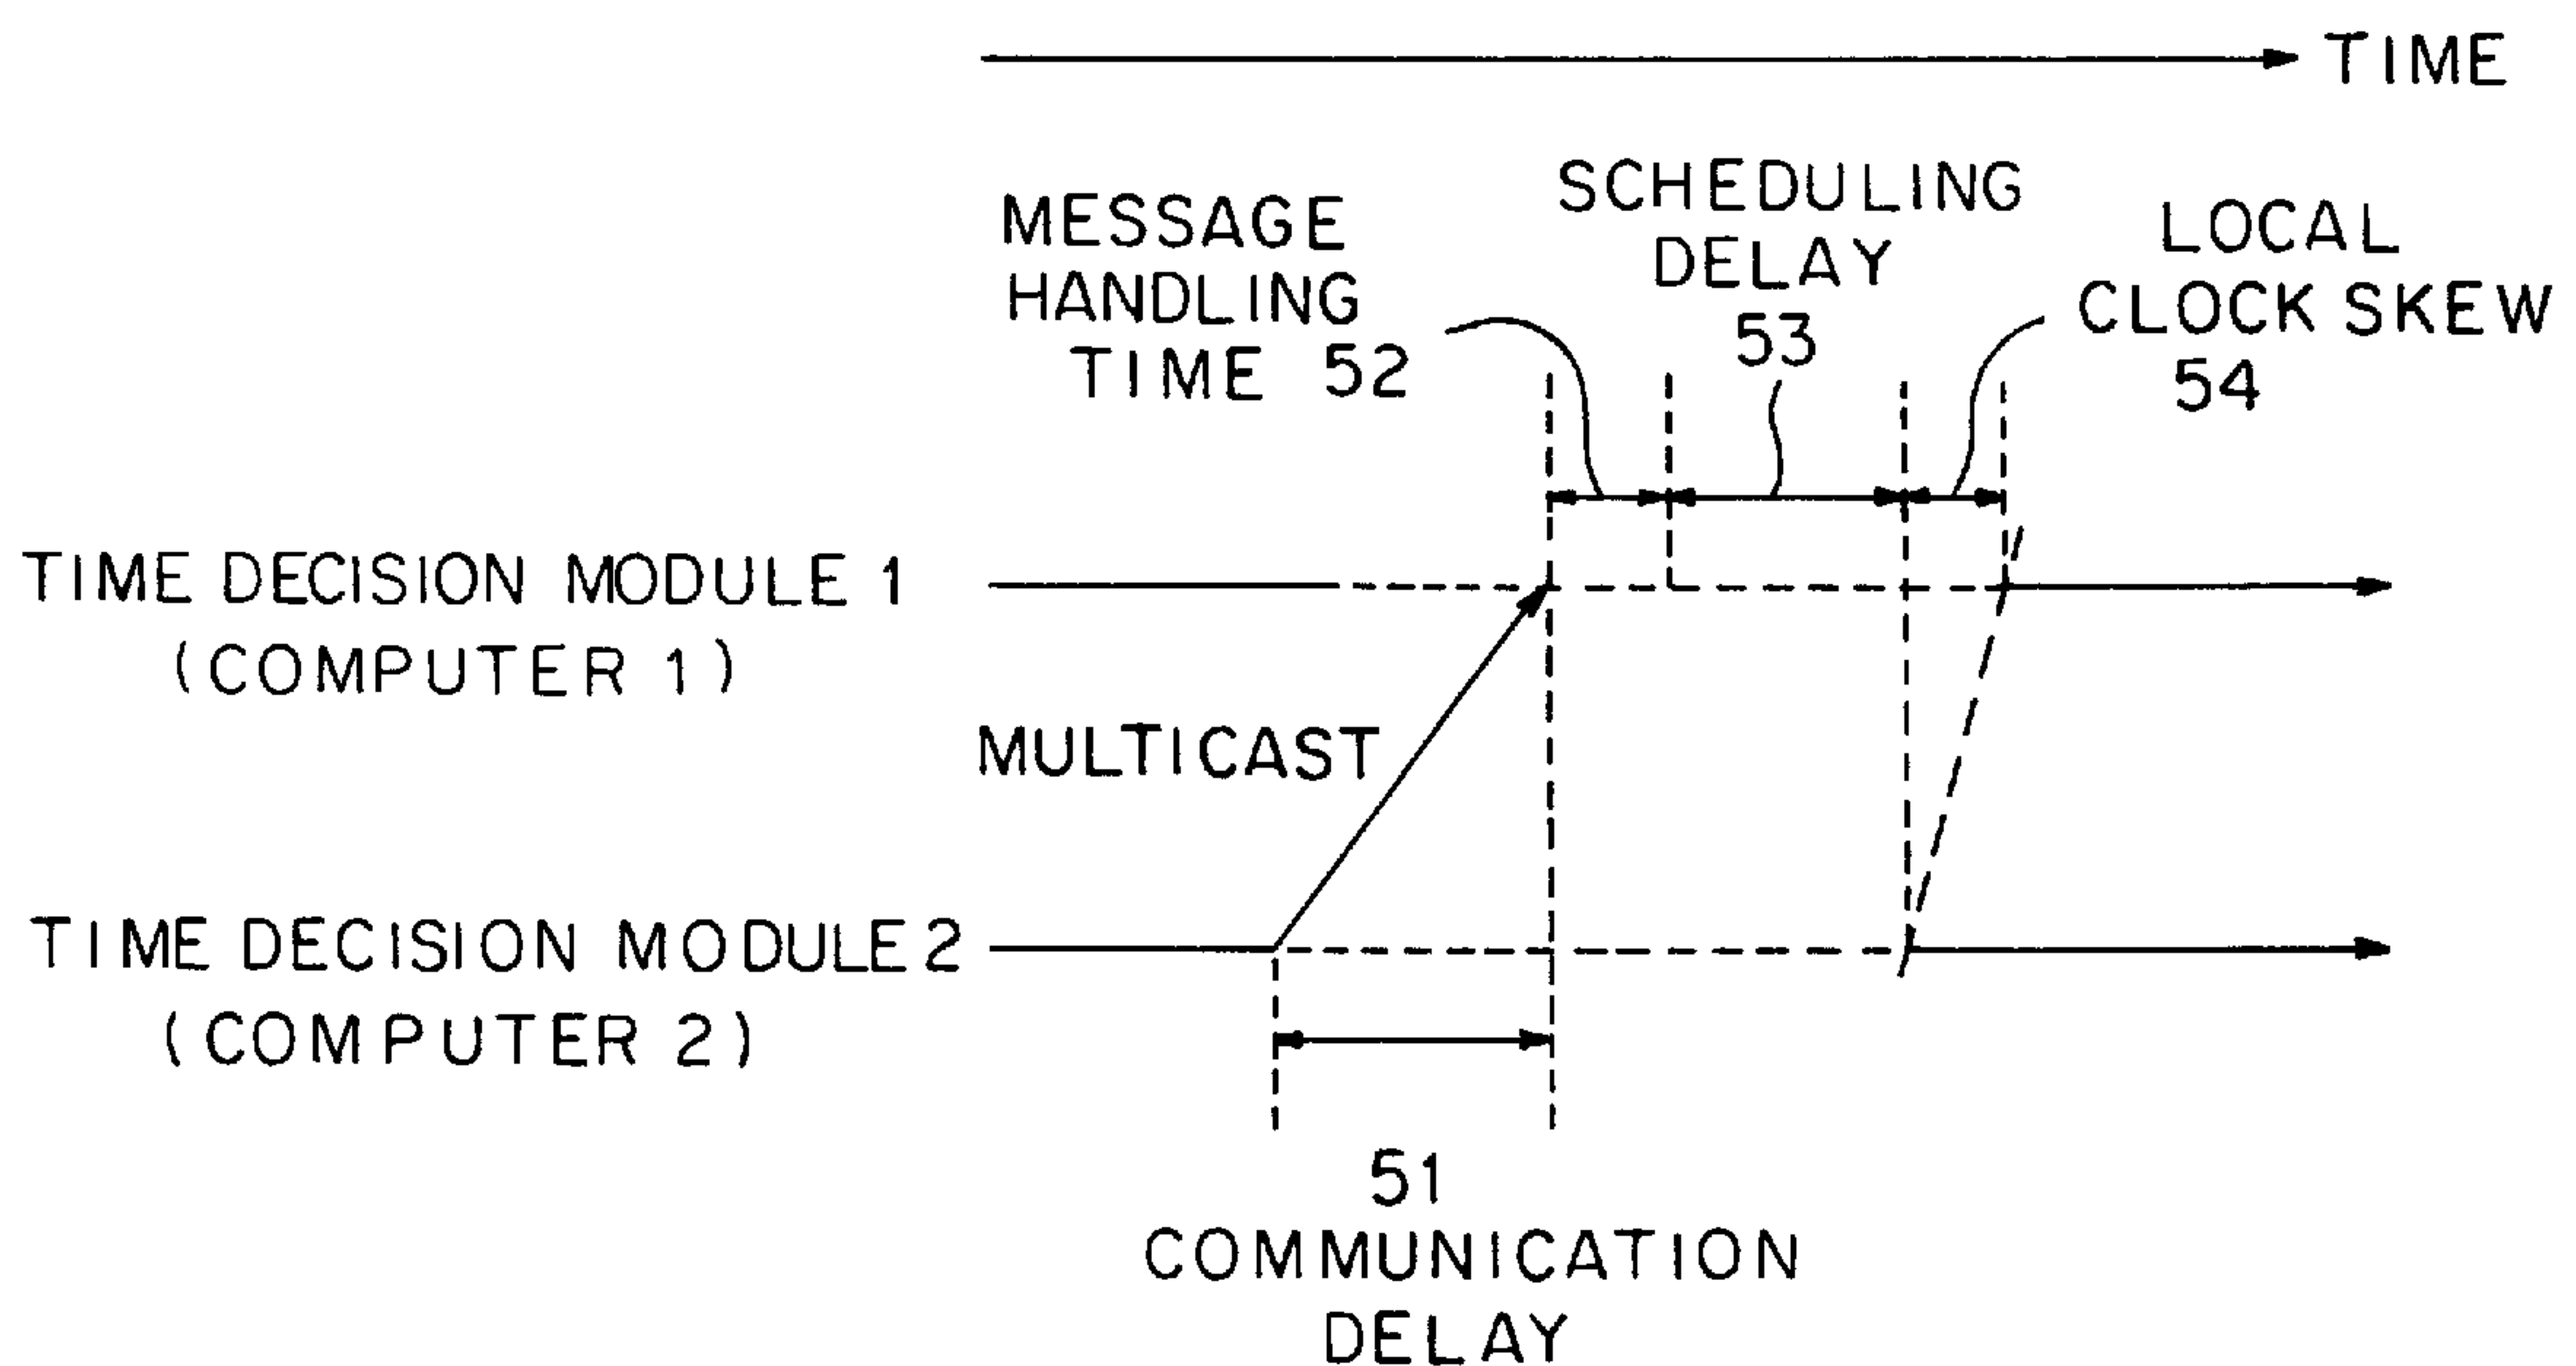 TIME
MESSAGE
HANDLING
TIME 52
SCHEDULING
DELAY
53
LOCAL
CLOCK SKEW
54
TIME DECISION MODULE 1
(COMPUTER 1)
MULTICAST
TIME DECISION MODULE 2
(COMPUTER 2)
51
COMMUNICATION
DELAY